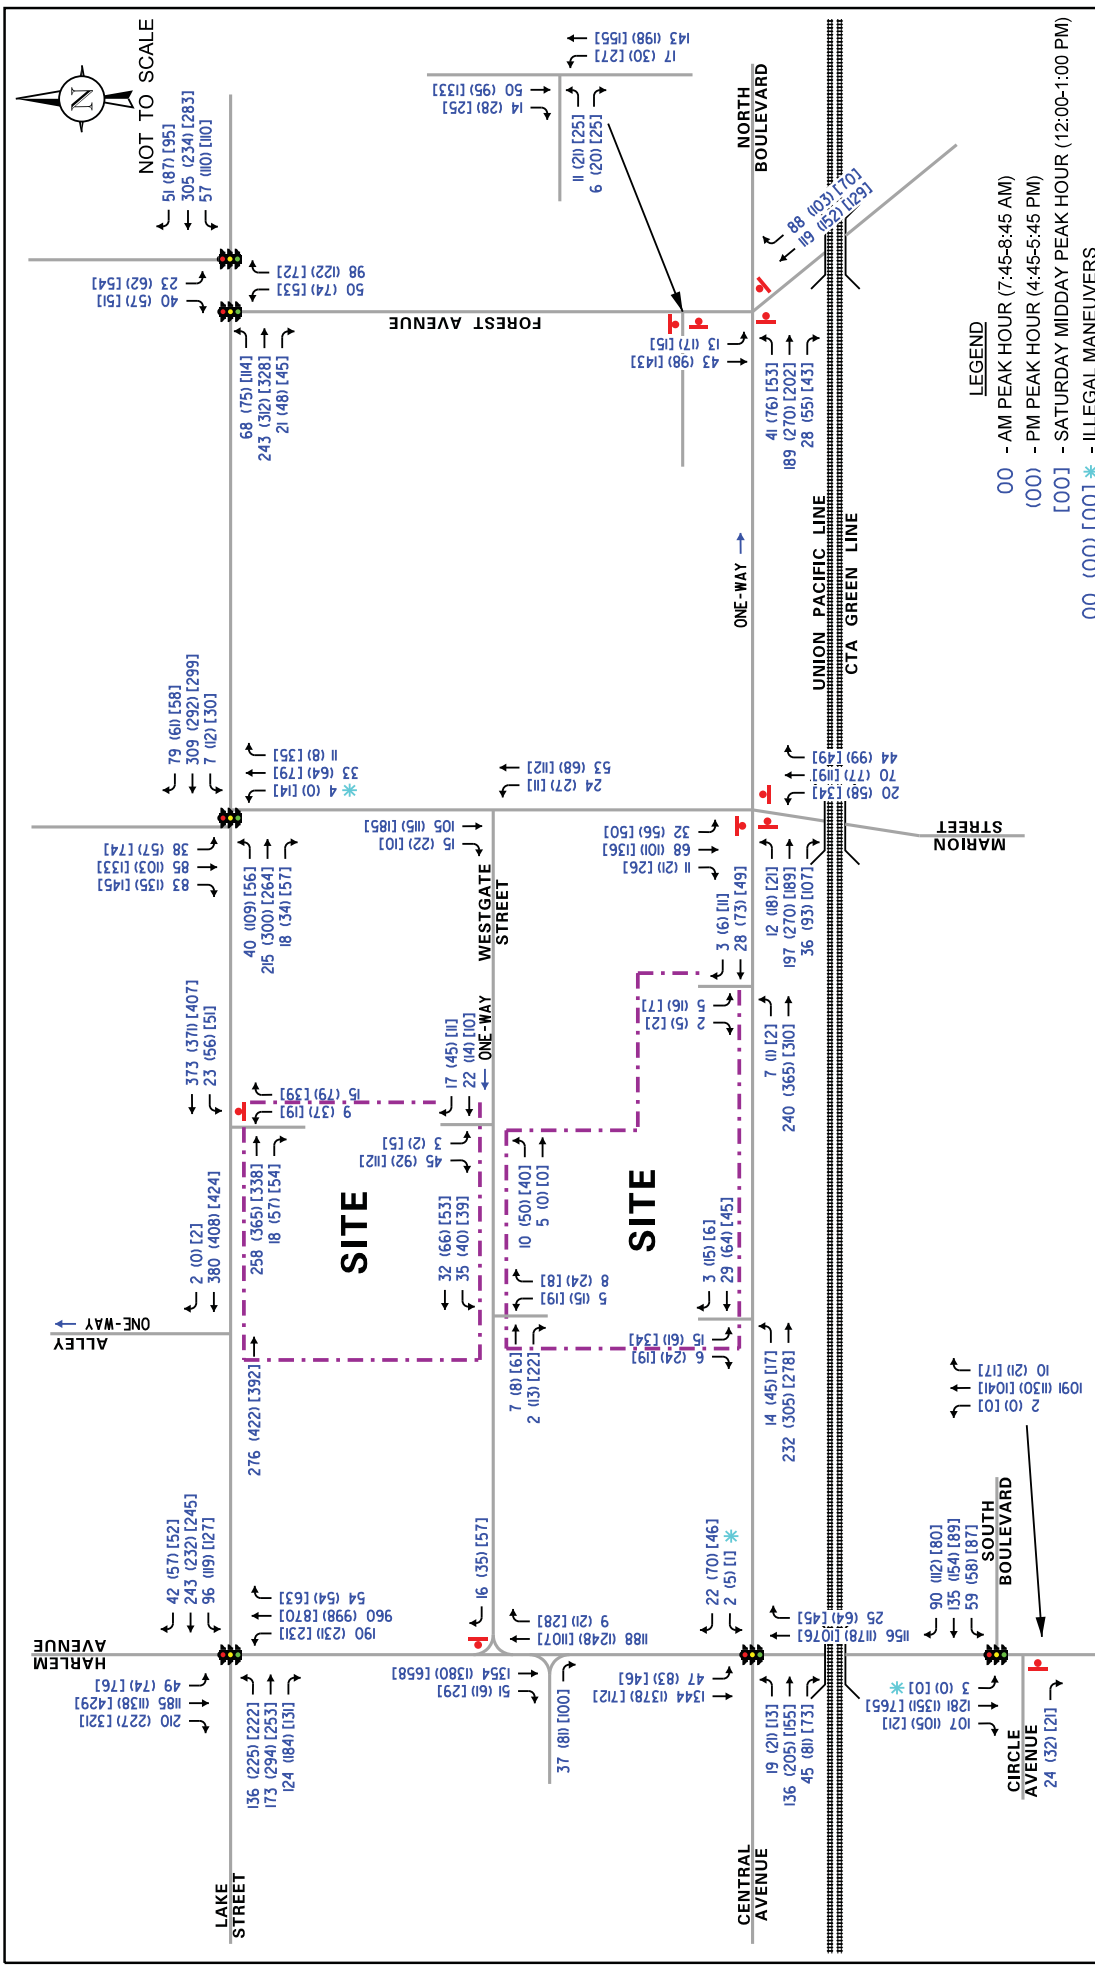 NOT TO SCALE
N
51 (87) [95]
305 (234) [283]
57 (110) [110]
23 (62) [54]
40 (57) [51]
98 (122) [72]
50 (74) [53]
68 (75) [114]
243 (312) [328]
21 (48) [45]
FOREST AVENUE
143 (198) [155]
17 (30) [27]
50 (95) [133]
14 (28) [25]
11 (21) [25]
6 (20) [25]
13 (17) [15]
43 (98) [143]
NORTH
BOULEVARD
88 (103) [70]
119 (152) [129]
41 (76) [53]
189 (270) [202]
28 (55) [43]
ONE-WAY
UNION PACIFIC LINE
CTA GREEN LINE
LEGEND
00 - AM PEAK HOUR (7:45-8:45 AM)
(00) - PM PEAK HOUR (4:45-5:45 PM)
[00] - SATURDAY MIDDAY PEAK HOUR (12:00-1:00 PM)
00 (00) [00] * - ILLEGAL MANEUVERS
79 (61) [58]
309 (292) [299]
7 (12) [30]
38 (57) [74]
85 (103) [133]
83 (135) [145]
11 (8) [35]
33 (64) [79]
4 (0) [14] *
40 (109) [56]
215 (300) [264]
18 (34) [57]
53 (68) [112]
24 (27) [11]
105 (115) [185]
15 (22) [10]
WESTGATE
STREET
ONE-WAY
32 (56) [50]
68 (101) [136]
11 (21) [26]
44 (99) [49]
70 (77) [119]
20 (58) [34]
12 (18) [21]
197 (270) [189]
36 (93) [107]
MARION
STREET
373 (371) [407]
23 (56) [51]
15 (79) [39]
9 (37) [19]
258 (365) [338]
18 (57) [54]
SITE
17 (45) [11]
22 (14) [10]
3 (2) [5]
45 (92) [112]
10 (50) [40]
5 (0) [0]
SITE
3 (6) [11]
28 (73) [49]
5 (16) [7]
2 (5) [2]
7 (1) [2]
240 (365) [310]
ALLEY
ONE-WAY
2 (0) [2]
380 (408) [424]
276 (422) [392]
32 (66) [53]
35 (40) [39]
8 (24) [8]
5 (15) [19]
7 (8) [6]
2 (13) [22]
3 (15) [6]
29 (64) [45]
15 (61) [34]
6 (24) [19]
14 (45) [17]
232 (305) [278]
HARLEM
AVENUE
42 (57) [52]
243 (232) [245]
96 (119) [127]
49 (74) [76]
1185 (1138) [429]
210 (227) [321]
54 (54) [63]
960 (998) [870]
190 (231) [231]
136 (225) [222]
173 (294) [253]
124 (184) [131]
LAKE
STREET
16 (35) [57]
1354 (1380) [658]
51 (61) [29]
9 (21) [28]
1188 (1248) [1107]
37 (81) [100]
22 (70) [46]
2 (5) [1] *
47 (83) [46]
1344 (1378) [712]
25 (64) [45]
1156 (1178) [1076]
19 (21) [13]
136 (205) [155]
45 (81) [73]
CENTRAL
AVENUE
90 (112) [80]
135 (154) [89]
59 (58) [87]
SOUTH
BOULEVARD
3 (0) [0] *
1281 (1351) [765]
107 (105) [21]
10 (21) [17]
1091 (1130) [1041]
2 (0) [0]
CIRCLE
AVENUE
24 (32) [21]